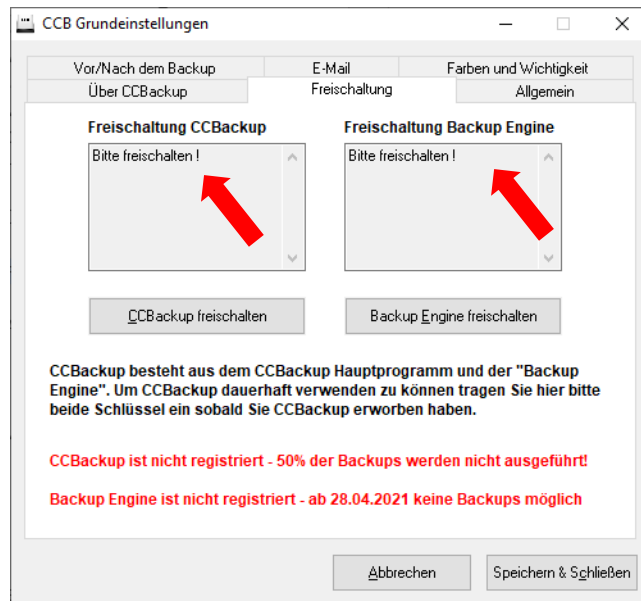 CCB Grundeinstellungen
Vor/Nach dem Backup
E-Mail
Farben und Wichtigkeit
Über CCBackup
Freischaltung
Allgemein
Freischaltung CCBackup
Freischaltung Backup Engine
Bitte freischalten !
Bitte freischalten !
CCBackup freischalten
Backup Engine freischalten
CCBackup besteht aus dem CCBackup Hauptprogramm und der "Backup
Engine". Um CCBackup dauerhaft verwenden zu können tragen Sie hier bitte
beide Schlüssel ein sobald Sie CCBackup erworben haben.
CCBackup ist nicht registriert - 50% der Backups werden nicht ausgeführt!
Backup Engine ist nicht registriert - ab 28.04.2021 keine Backups möglich
Abbrechen
Speichern & Schließen